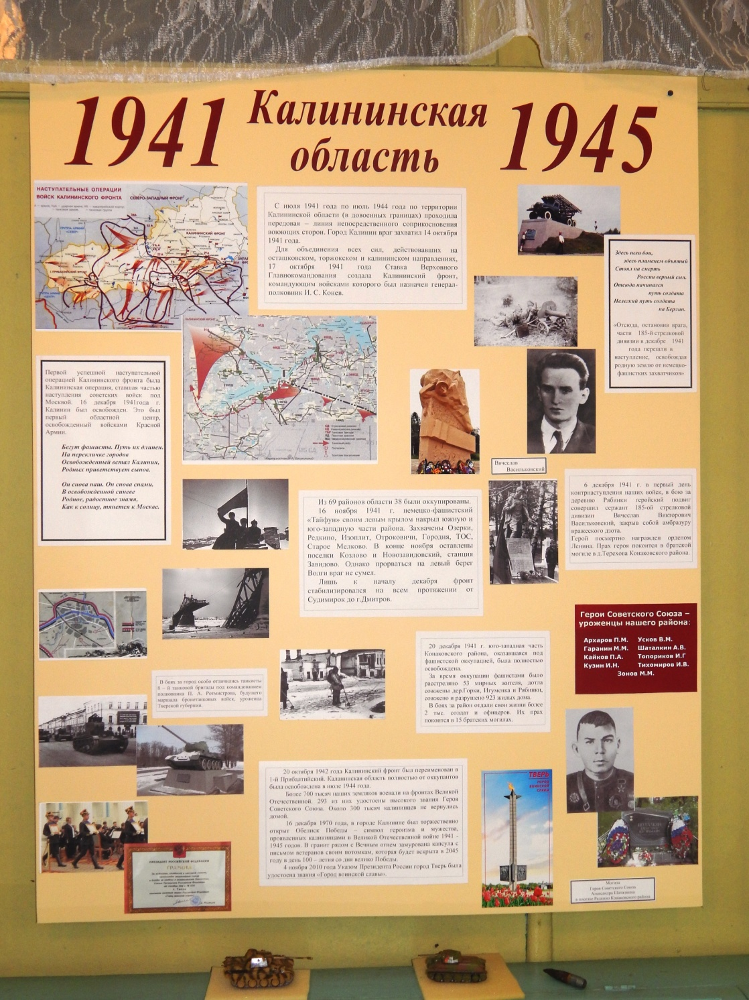 1941
Калининская
область
1945
НАСТУПАТЕЛЬНЫЕ ОПЕРАЦИИ
ВОЙСК КАЛИНИНСКОГО ФРОНТА
СЕВЕРО-ЗАПАДНЫЙ ФРОНТ
КАЛИНИНСКИЙ ФРОНТ
С июля 1941 года по июль 1944 года по территории
Калининской области (в довоенных границах) проходила
передовая – линия непосредственного соприкосновения
воюющих сторон. Город Калинин враг захватил 14 октября
1941 года.
Для объединения всех сил, действовавших на
осташковском, торжокском и калининском направлениях,
17 октября 1941 года Ставка Верховного
Главнокомандования создала Калининский фронт,
командующим войсками которого был назначен генерал-
полковник И. С. Конев.
Здесь шли бои,
здесь пламенем объятый
Стоял на смерть
России верный сын.
Отсюда начинался
путь солдата
Нелегкий путь солдата
на Берлин.
«Отсюда, остановив врага,
части 185-й стрелковой
дивизии в декабре 1941
года перешли в
наступление, освобождая
родную землю от немецко-
фашистких захватчиков»
Первой успешной наступательной
операцией Калининского фронта была
Калининская операция, ставшая частью
наступления советских войск под
Москвой. 16 декабря 1941года г.
Калинин был освобожден. Это был
первый областной центр,
освобожденный войсками Красной
Армии.
Бегут фашисты. Путь их длинен.
На перекличке городов
Освобожденный встал Калинин,
Родных приветствует сынов.
Он снова наш. Он снова с нами.
В освобождённой синеве
Родное, радостное знамя,
Как к солнцу, тянется к Москве.
Вячеслав
Васильковский
Из 69 районов области 38 были оккупированы.
16 ноября 1941 г. немецко-фашистский
«Тайфун» своим левым крылом накрыл южную и
юго-западную части района. Захвачены Озерки,
Редкино, Изоплит, Отроковичи, Городня, ТОС,
Старое Мелково. В конце ноября оставлены
поселки Козлово и Новозавидовский, станция
Завидово. Однако прорваться на левый берег
Волги враг не сумел.
Лишь к началу декабря фронт
стабилизировался на всем протяжении от
Судимирок до г.Дмитров.
6 декабря 1941 г. в первый день
контрнаступления наших войск, в бою за
деревню Рябинки геройский подвиг
совершил сержант 185-ой стрелковой
дивизии Вячеслав Викторович
Васильковский, закрыв собой амбразуру
вражеского дзота.
Герой посмертно награжден орденом
Ленина. Прах героя покоится в братской
могиле в д.Терехова Конаковского района.
Герои Советского Союза –
уроженцы нашего района:
Архаров П.М. Усков В.М.
Гаранин М.М. Шаталкин А.В.
Кайков П.А. Топориков И.Г
Кузин И.Н. Тихомиров И.В.
Зонов М.М.
20 декабря 1941 г. юго-западная часть
Конаковского района, оказавшаяся под
фашистской оккупацией, была полностью
освобождена.
За время оккупации фашистами было
расстреляно 53 мирных жителя, дотла
сожжены дер.Горки, Игуменка и Рябинки,
сожжено и разрушено 923 жилых дома.
В боях за район отдали свои жизни более
2 тыс. солдат и офицеров. Их прах
покоится в 15 братских могилах.
В боях за город особо отличились танкисты
8 – й танковой бригады под командованием
полковника П. А. Ротмистрова, будущего
маршала бронетанковых войск, уроженца
Тверской губернии.
20 октября 1942 года Калининский фронт был переименован в
1-й Прибалтийский. Калининская область полностью от оккупантов
была освобождена в июле 1944 года.
Более 700 тысяч наших земляков воевали на фронтах Великой
Отечественной. 293 из них удостоены высокого звания Героя
Советского Союза. Около 300 тысяч калининцев не вернулись
домой.
16 декабря 1970 года, в городе Калинине был торжественно
открыт Обелиск Победы – символ героизма и мужества,
проявленных калининцами в Великой Отечественной войне 1941 -
1945 годов. В гранит рядом с Вечным огнем замурована капсула с
письмом ветеранов своим потомкам, которая будет вскрыта в 2045
году в день 100 – летия со дня велико Победы.
4 ноября 2010 года Указом Президента России город Тверь была
удостоена звания «Город воинской славы».
ТВЕРЬ
ГОРОД
ВОИНСКОЙ
СЛАВЫ
ПРЕЗИДЕНТ РОССИЙСКОЙ ФЕДЕРАЦИИ
ГРАМОТА
Могила
Героя Советского Союза
Александра Шаталкина
в поселке Редкино Конаковского района